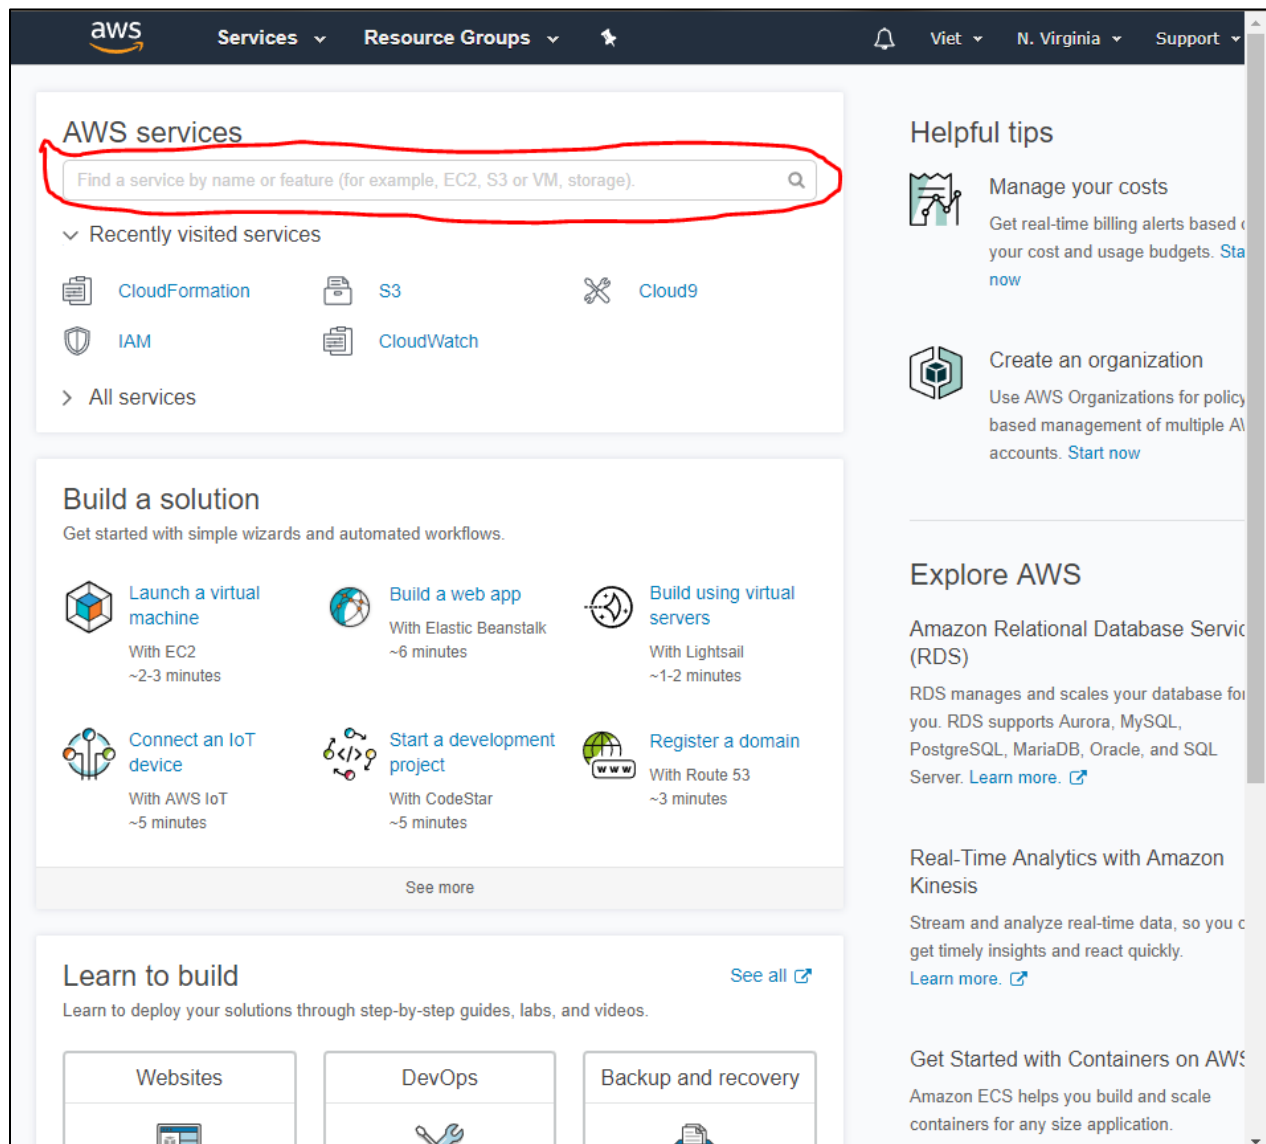 aws Services Resource Groups Viet N. Virginia Support
AWS services
Find a service by name or feature (for example, EC2, S3 or VM, storage).
Recently visited services
CloudFormation S3 Cloud9
IAM CloudWatch
All services
Build a solution
Get started with simple wizards and automated workflows.
Launch a virtual
machine
With EC2
~2-3 minutes
Build a web app
With Elastic Beanstalk
~6 minutes
Build using virtual
servers
With Lightsail
~1-2 minutes
Connect an IoT
device
With AWS IoT
~5 minutes
Start a development
project
With CodeStar
~5 minutes
Register a domain
With Route 53
~3 minutes
www
See more
Learn to build
See all
Learn to deploy your solutions through step-by-step guides, labs, and videos.
Websites DevOps Backup and recovery
Helpful tips
Manage your costs
Get real-time billing alerts based
your cost and usage budgets. Sta
now
Create an organization
Use AWS Organizations for policy
based management of multiple
accounts. Start now
Explore AWS
Amazon Relational Database Servic
(RDS)
RDS manages and scales your database for
you. RDS supports Aurora, MySQL,
PostgreSQL, MariaDB, Oracle, and SQL
Server. Learn more.
Real-Time Analytics with Amazon
Kinesis
Stream and analyze real-time data, so you
get timely insights and react quickly.
Learn more.
Get Started with Containers on AWS
Amazon ECS helps you build and scale
containers for any size application.